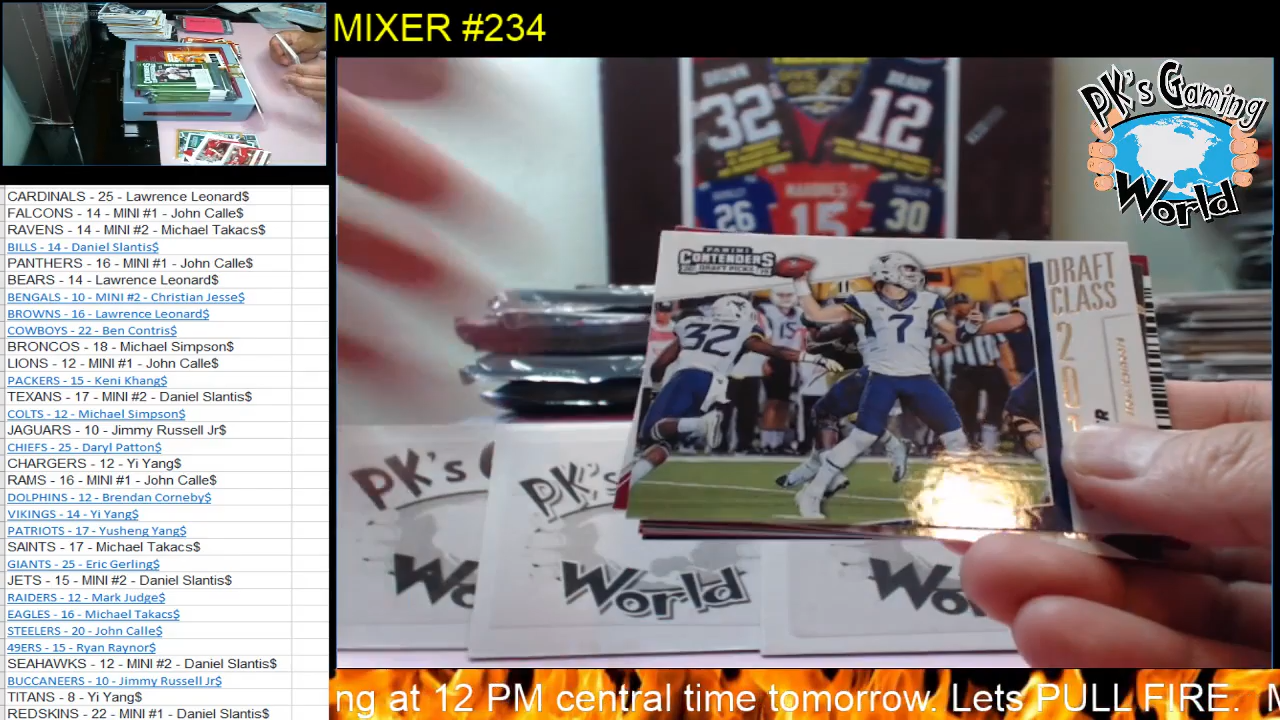 MIXER #234
CARDINALS - 25 - Lawrence Leonard$
FALCONS - 14 - MINI #1 - John Calle$
RAVENS - 14 - MINI #2 - Michael Takacs$
BILLS - 14 - Daniel Slantis$
PANTHERS - 16 - MINI #1 - John Calle$
BEARS - 14 - Lawrence Leonard$
BENGALS - 10 - MINI #2 - Christian Jesse$
BROWNS - 16 - Lawrence Leonard$
COWBOYS - 22 - Ben Contris$
BRONCOS - 18 - Michael Simpson$
LIONS - 12 - MINI #1 - John Calle$
PACKERS - 15 - Keni Khang$
TEXANS - 17 - MINI #2 - Daniel Slantis$
COLTS - 12 - Michael Simpson$
JAGUARS - 10 - Jimmy Russell Jr$
CHIEFS - 25 - Daryl Patton$
CHARGERS - 12 - Yi Yang$
RAMS - 16 - MINI #1 - John Calle$
DOLPHINS - 12 - Brendan Corneby$
VIKINGS - 14 - Yi Yang$
PATRIOTS - 17 - Yusheng Yang$
SAINTS - 17 - Michael Takacs$
GIANTS - 25 - Eric Gerling$
JETS - 15 - MINI #2 - Daniel Slantis$
RAIDERS - 12 - Mark Judge$
EAGLES - 16 - Michael Takacs$
STEELERS - 20 - John Calle$
49ERS - 15 - Ryan Raynor$
SEAHAWKS - 12 - MINI #2 - Daniel Slantis$
BUCCANEERS - 10 - Jimmy Russell Jr$
TITANS - 8 - Yi Yang$
REDSKINS - 22 - MINI #1 - Daniel Slantis$
PK's Gaming
World
BROWN
32
BRADY
12
26
MAHOMES
15
30
PANINI
CONTENDERS
DRAFT PICKS
DRAFT
CLASS
2
0
32
15
7
PK's G
World
PK's
World
Wo
ng at 12 PM central time tomorrow. Lets PULL FIRE. M